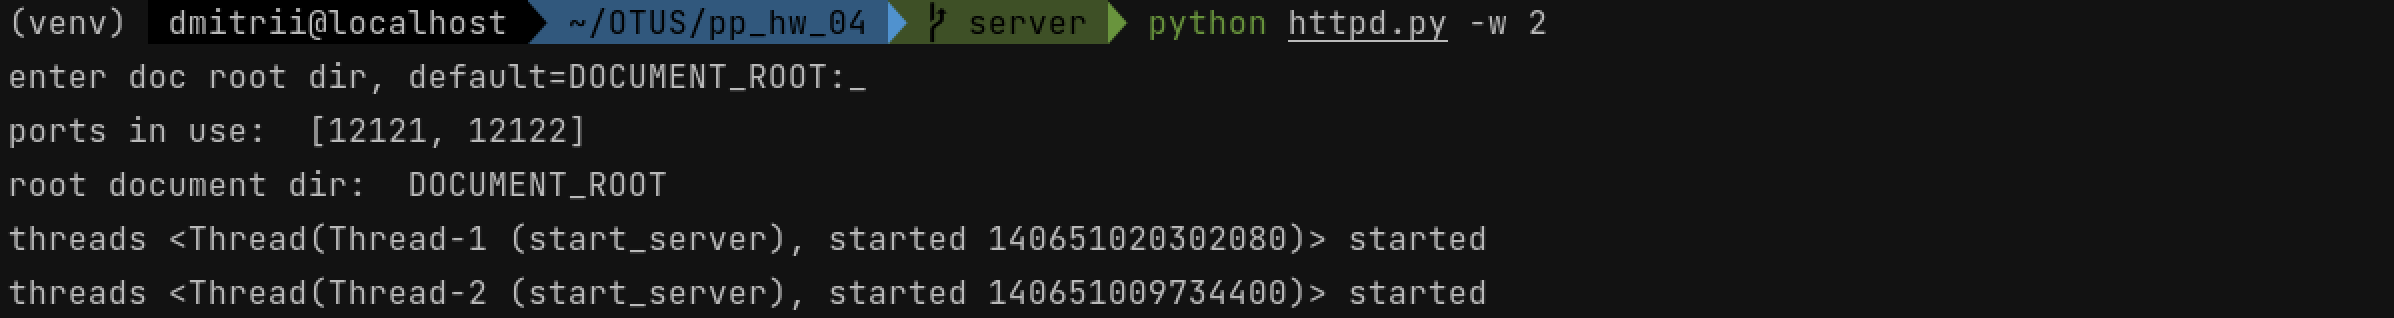 (venv) dmitrii@localhost ~/OTUS/pp_hw_04 server python httpd.py -w 2
enter doc root dir, default=DOCUMENT_ROOT:_
ports in use:  [12121, 12122]
root document dir:  DOCUMENT_ROOT
threads <Thread(Thread-1 (start_server), started 140651020302080)> started
threads <Thread(Thread-2 (start_server), started 140651009734400)> started